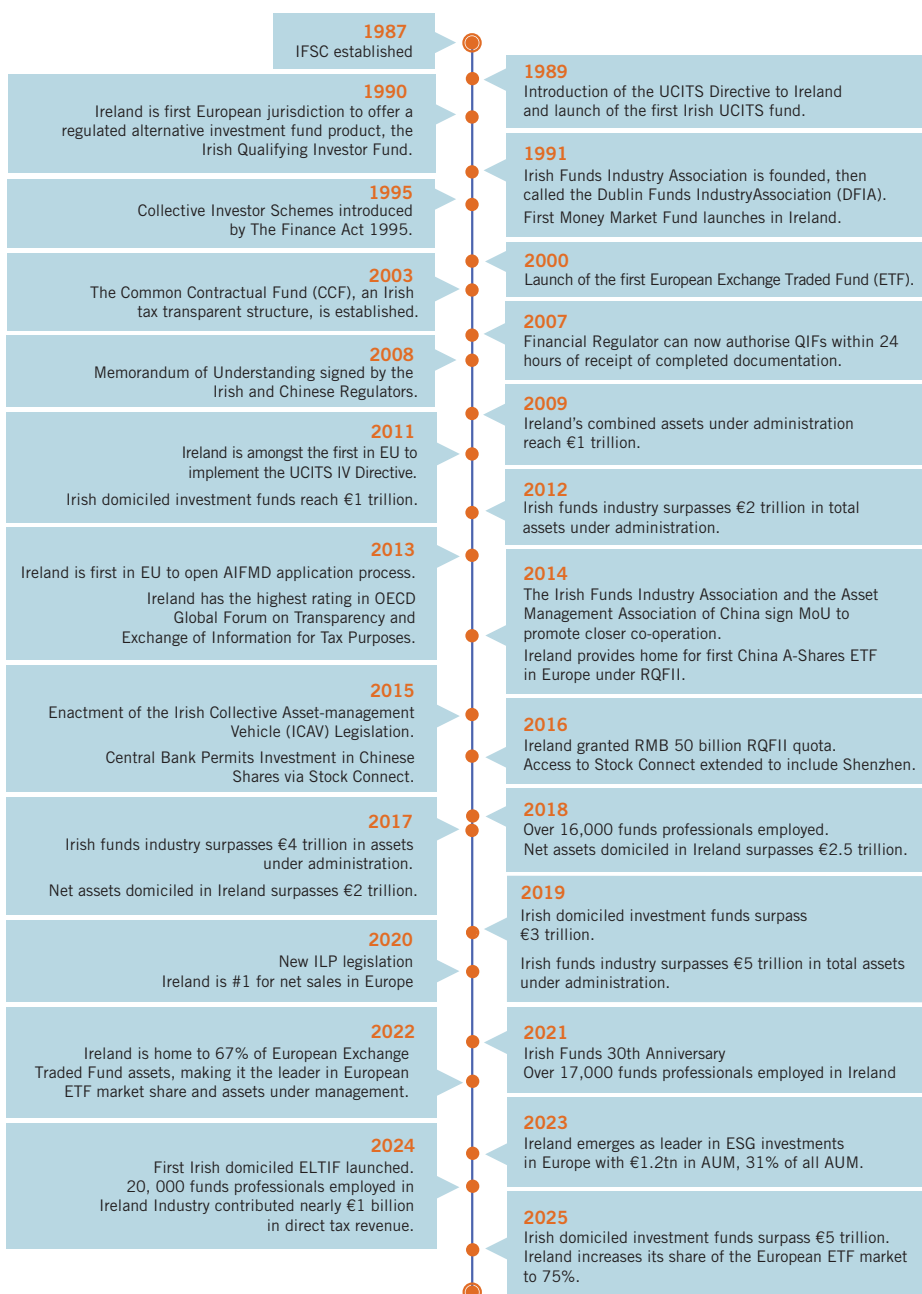 1987
IFSC established
1989
Introduction of the UCITS Directive to Ireland
and launch of the first Irish UCITS fund.
1990
Ireland is first European jurisdiction to offer a
regulated alternative investment fund product, the
Irish Qualifying Investor Fund.
1991
Irish Funds Industry Association is founded, then
called the Dublin Funds IndustryAssociation (DFIA).
First Money Market Fund launches in Ireland.
1995
Collective Investor Schemes introduced
by The Finance Act 1995.
2000
Launch of the first European Exchange Traded Fund (ETF).
2003
The Common Contractual Fund (CCF), an Irish
tax transparent structure, is established.
2007
Financial Regulator can now authorise QIFs within 24
hours of receipt of completed documentation.
2008
Memorandum of Understanding signed by the
Irish and Chinese Regulators.
2009
Ireland's combined assets under administration
reach €1 trillion.
2011
Ireland is amongst the first in EU to
implement the UCITS IV Directive.
Irish domiciled investment funds reach €1 trillion.
2012
Irish funds industry surpasses €2 trillion in total
assets under administration.
2013
Ireland is first in EU to open AIFMD application process.
Ireland has the highest rating in OECD
Global Forum on Transparency and
Exchange of Information for Tax Purposes.
2014
The Irish Funds Industry Association and the Asset
Management Association of China sign MoU to
promote closer co-operation.
Ireland provides home for first China A-Shares ETF
in Europe under RQFII.
2015
Enactment of the Irish Collective Asset-management
Vehicle (ICAV) Legislation.
Central Bank Permits Investment in Chinese
Shares via Stock Connect.
2016
Ireland granted RMB 50 billion RQFII quota.
Access to Stock Connect extended to include Shenzhen.
2017
Irish funds industry surpasses €4 trillion in assets
under administration.
Net assets domiciled in Ireland surpasses €2 trillion.
2018
Over 16,000 funds professionals employed.
Net assets domiciled in Ireland surpasses €2.5 trillion.
2019
Irish domiciled investment funds surpass
€3 trillion.
Irish funds industry surpasses €5 trillion in total assets
under administration.
2020
New ILP legislation
Ireland is #1 for net sales in Europe
2021
Irish Funds 30th Anniversary
Over 17,000 funds professionals employed in Ireland
2022
Ireland is home to 67% of European Exchange
Traded Fund assets, making it the leader in European
ETF market share and assets under management.
2023
Ireland emerges as leader in ESG investments
in Europe with €1.2tn in AUM, 31% of all AUM.
2024
First Irish domiciled ELTIF launched.
20, 000 funds professionals employed in
Ireland Industry contributed nearly €1 billion
in direct tax revenue.
2025
Irish domiciled investment funds surpass €5 trillion.
Ireland increases its share of the European ETF market
to 75%.